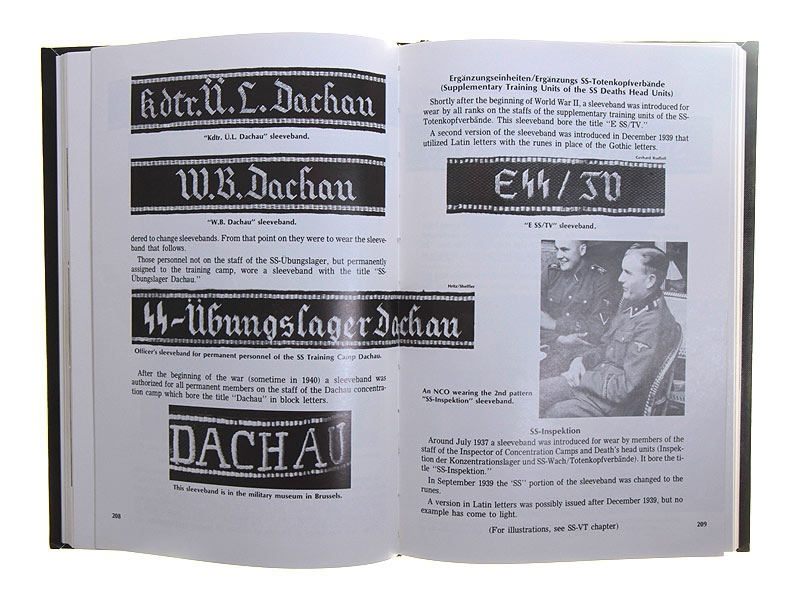 Kdtr.Ü.L.Dachau
"Kdtr. Ü.L. Dachau" sleeveband.
W.B.Dachau
"W.B. Dachau" sleeveband.
dered to change sleevebands. From that point on they were to wear the sleeve-
band that follows.
Those personnel not on the staff of the SS-Übungslager, but permanently
assigned to the training camp, wore a sleeveband with the title "SS-
Übungslager Dachau."
Heitz/Sheffler
SS-Übungslager Dachau
Officer's sleeveband for permanent personnel of the SS Training Camp Dachau.
After the beginning of the war (sometime in 1940) a sleeveband was
authorized for all permanent members on the staff of the Dachau concentra-
tion camp which bore the title "Dachau" in block letters.
DACHAU
This sleeveband is in the military museum in Brussels.
208
Ergänzungseinheiten/Ergänzungs SS-Totenkopfverbände
(Supplementary Training Units of the SS Deaths Head Units)
Shortly after the beginning of World War II, a sleeveband was introduced for
wear by all ranks on the staffs of the supplementary training units of the SS-
Totenkopfverbände. This sleeveband bore the title "E SS/TV."
A second version of the sleeveband was introduced in December 1939 that
utilized Latin letters with the runes in place of the Gothic letters.
ESS/TV
"E SS/TV" sleeveband.
An NCO wearing the 2nd pattern
"SS-Inspektion" sleeveband.
SS-Inspektion
Around July 1937 a sleeveband was introduced for wear by members of the
staff of the Inspector of Concentration Camps and Death's head units (Inspek-
tion der Konzentrationslager und SS-Wach/Totenkopfverbände). It bore the ti-
tle "SS-Inspektion."
In September 1939 the 'SS" portion of the sleeveband was changed to the
runes.
A version in Latin letters was possibly issued after December 1939, but no
example has come to light.
(For illustrations, see SS-VT chapter)
209